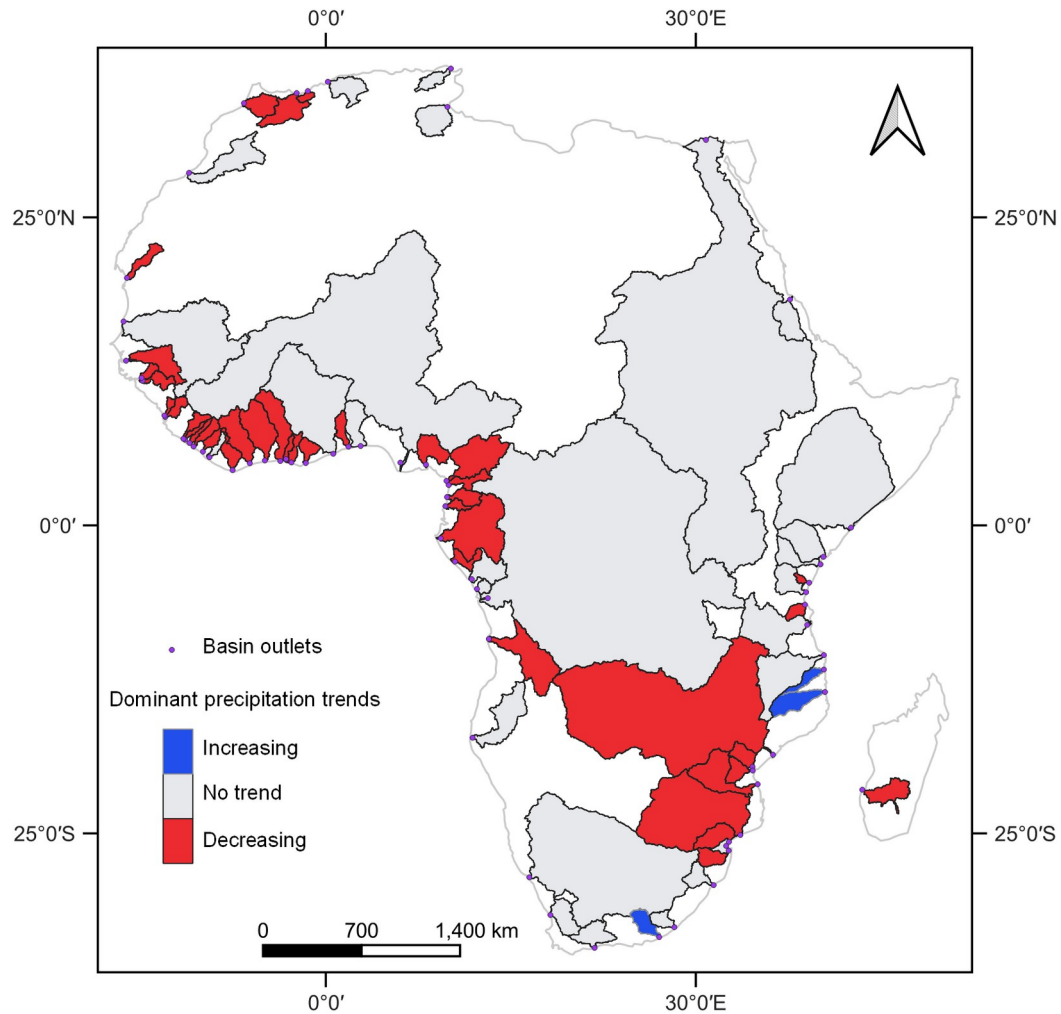 0°0′ 30°0′E
25°0′N 25°0′N
0°0′ 0°0′
Basin outlets
Dominant precipitation trends
Increasing
No trend
Decreasing
25°0′S 25°0′S
0 700 1,400 km
0°0′ 30°0′E